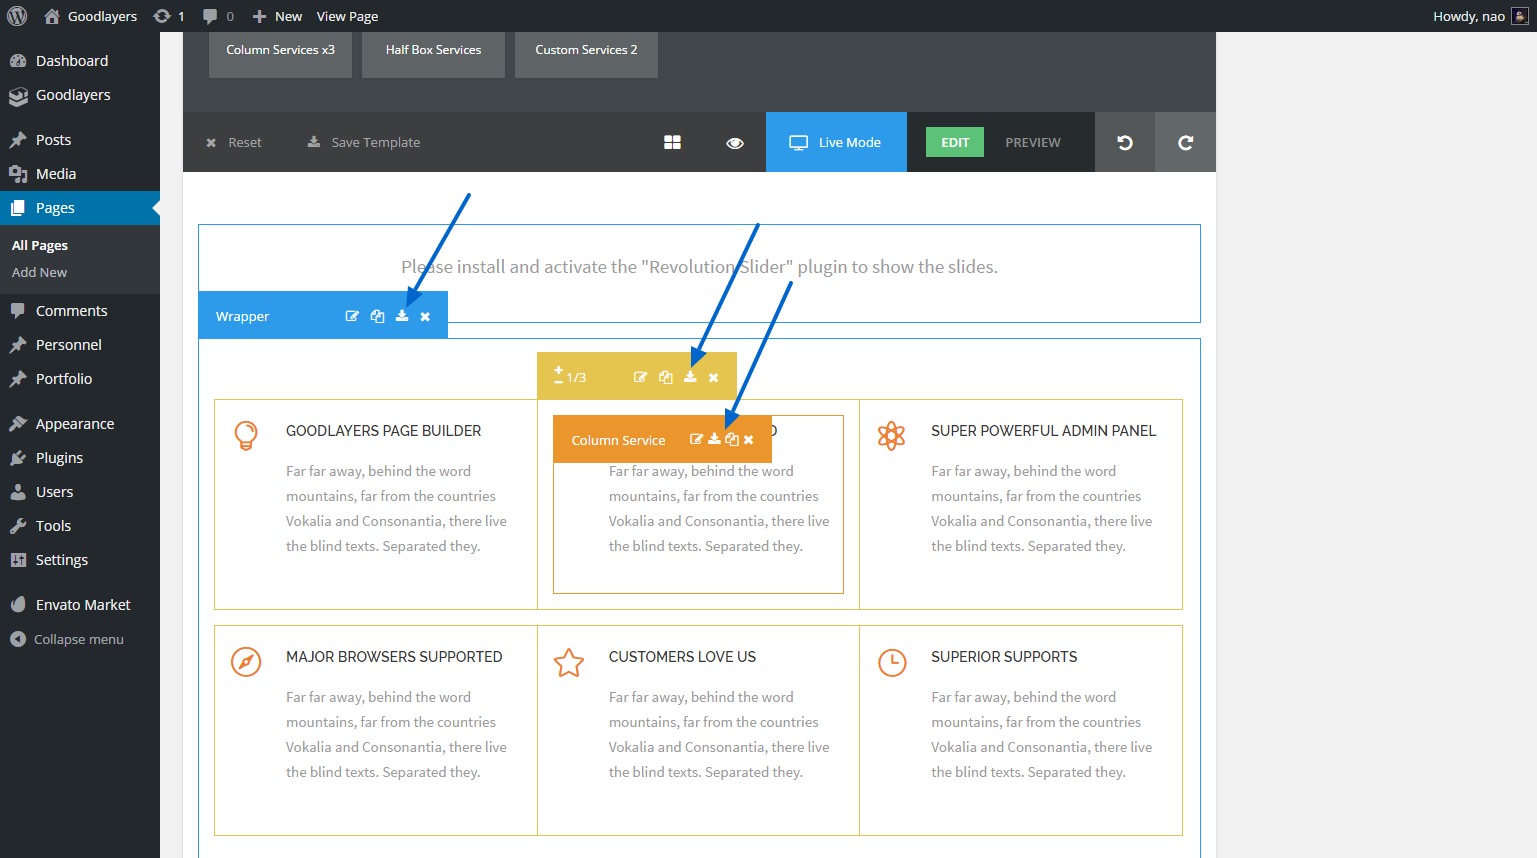 Goodlayers 1 0 New View Page Howdy, nao
Dashboard
Goodlayers
Posts
Media
Pages
All Pages
Add New
Comments
Personnel
Portfolio
Appearance
Plugins
Users
Tools
Settings
Envato Market
Collapse menu
Column Services x3 Half Box Services Custom Services 2
Reset Save Template Live Mode EDIT PREVIEW
Please install and activate the "Revolution Slider" plugin to show the slides.
Wrapper
1/3
GOODLAYERS PAGE BUILDER
Far far away, behind the word
mountains, far from the countries
Vokalia and Consonantia, there live
the blind texts. Separated they.
Column Service
Far far away, behind the word
mountains, far from the countries
Vokalia and Consonantia, there live
the blind texts. Separated they.
SUPER POWERFUL ADMIN PANEL
Far far away, behind the word
mountains, far from the countries
Vokalia and Consonantia, there live
the blind texts. Separated they.
MAJOR BROWSERS SUPPORTED
Far far away, behind the word
mountains, far from the countries
Vokalia and Consonantia, there live
the blind texts. Separated they.
CUSTOMERS LOVE US
Far far away, behind the word
mountains, far from the countries
Vokalia and Consonantia, there live
the blind texts. Separated they.
SUPERIOR SUPPORTS
Far far away, behind the word
mountains, far from the countries
Vokalia and Consonantia, there live
the blind texts. Separated they.